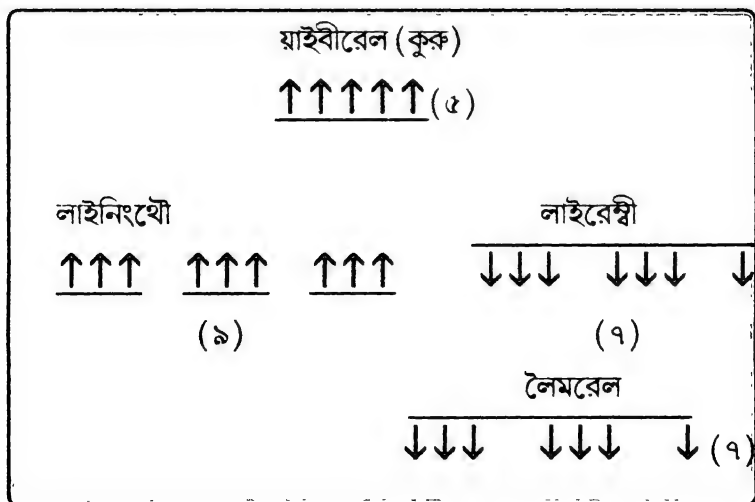 য়াইবীরেল (কুরু)
↑↑↑↑↑(৫)
লাইনিংথৌ লাইরেম্বী
↑↑↑ ↑↑↑ ↑↑↑ ↓↓↓ ↓↓↓ ↓
(৯) (৭)
লৈমরেল
↓↓↓ ↓↓↓ ↓ (৭)